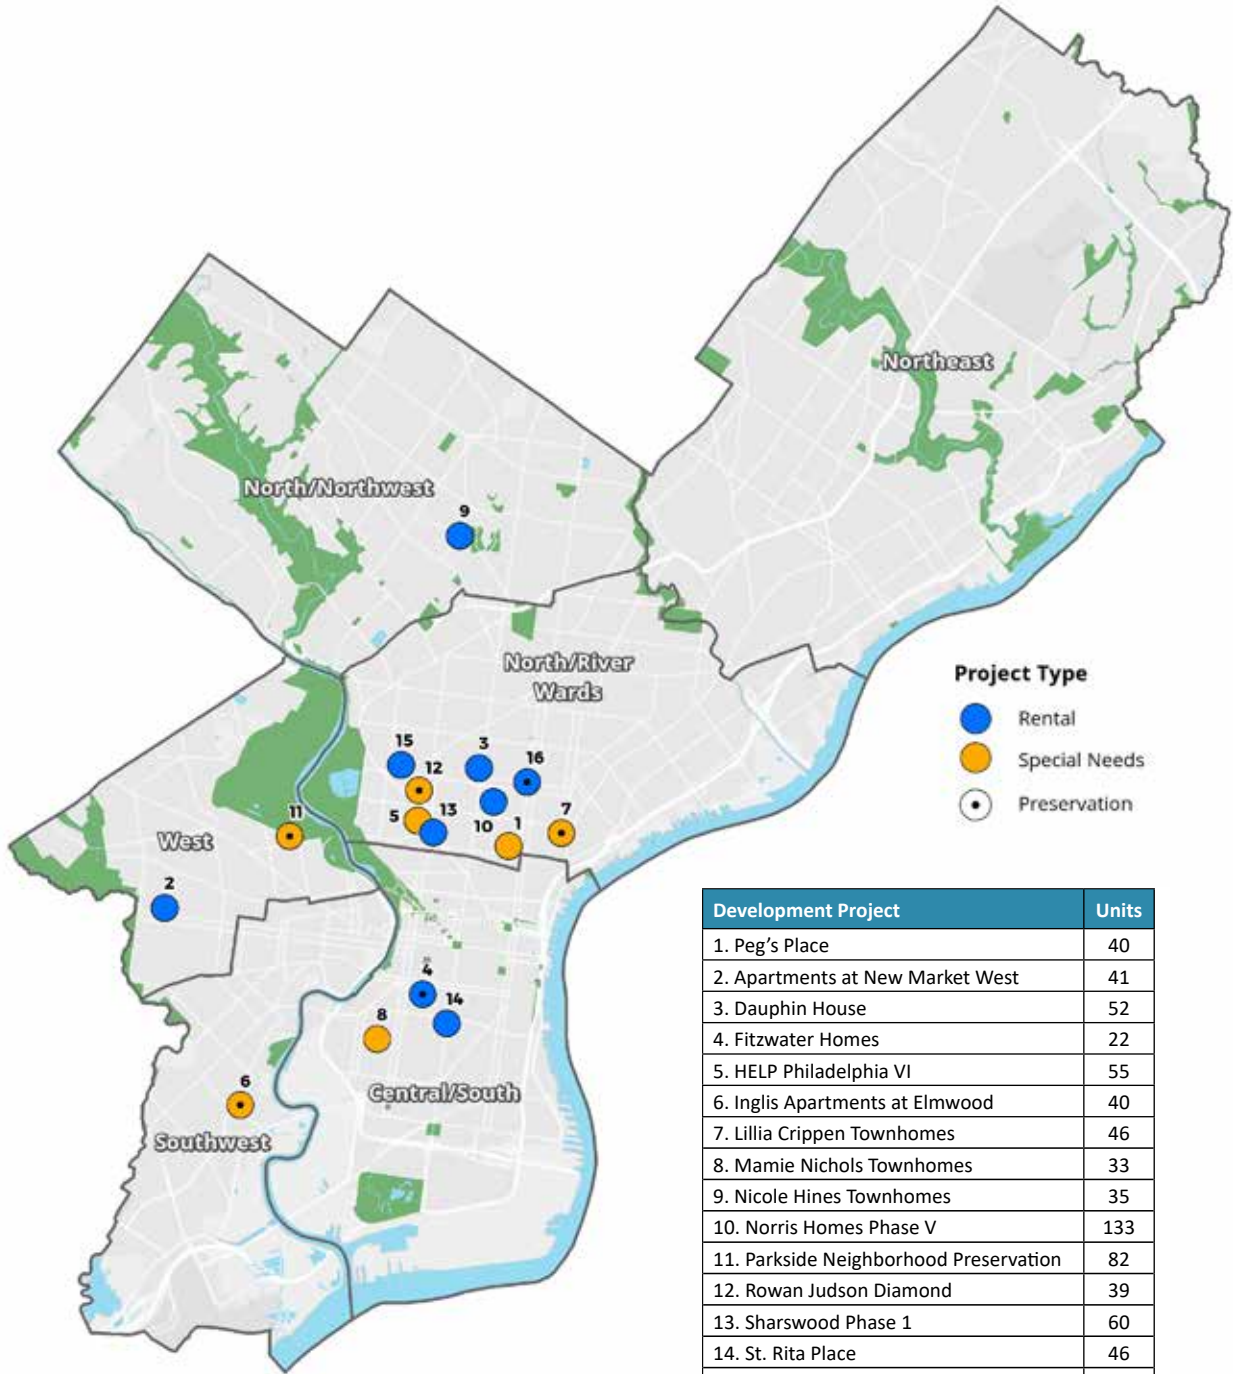 Northeast
North/Northwest
9
North/River
Wards
Project Type
Rental
Special Needs
Preservation
15
3
16
12
5
13
10
1
7
11
West
2
4
14
8
Central/South
6
Southwest
Development Project Units
1. Peg's Place 40
2. Apartments at New Market West 41
3. Dauphin House 52
4. Fitzwater Homes 22
5. HELP Philadelphia VI 55
6. Inglis Apartments at Elmwood 40
7. Lillia Crippen Townhomes 46
8. Mamie Nichols Townhomes 33
9. Nicole Hines Townhomes 35
10. Norris Homes Phase V 133
11. Parkside Neighborhood Preservation 82
12. Rowan Judson Diamond 39
13. Sharswood Phase 1 60
14. St. Rita Place 46